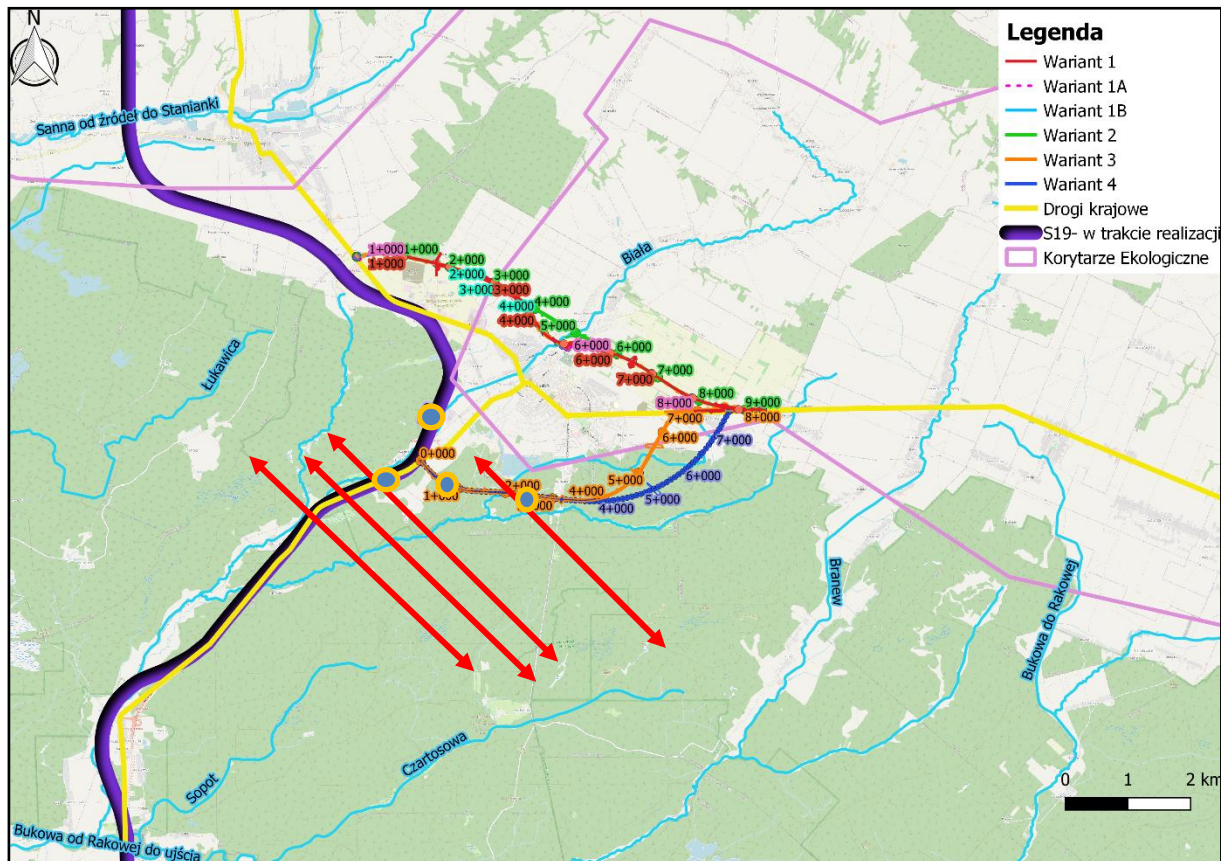 N
Legenda
Wariant 1
Wariant 1A
Wariant 1B
Wariant 2
Wariant 3
Wariant 4
Drogi krajowe
S19- w trakcie realizacji
Korytarze Ekologiczne
Sanna od źródeł do Stanianki
Biała
Łukawica
1+000
1+000
1+000
2+000
2+000
3+000
3+000
3+000
4+000
4+000
4+000
5+000
6+000
6+000
6+000
7+000
7+000
8+000
8+000
9+000
8+000
7+000
6+000
7+000
0+000
5+000
6+000
1+000
2+000
4+000
5+000
4+000
Branew
Bukowa do Rakowej
Czartosowa
Sopot
Bukowa od Rakowej do ujścia
0 1 2 km